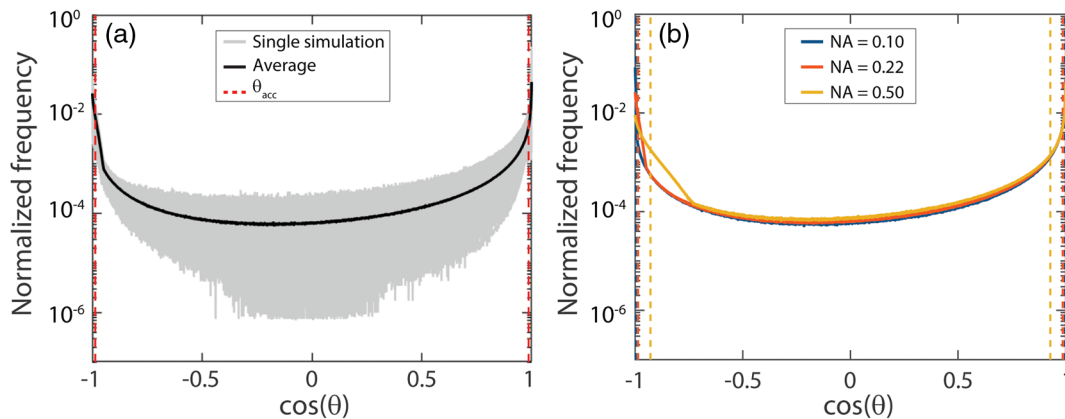 (a)
Single simulation
Average
θacc
Normalized frequency
10^0
10^-2
10^-4
10^-6
-1
-0.5
0
0.5
1
cos(θ)
(b)
NA = 0.10
NA = 0.22
NA = 0.50
Normalized frequency
10^0
10^-2
10^-4
10^-6
-1
-0.5
0
0.5
1
cos(θ)